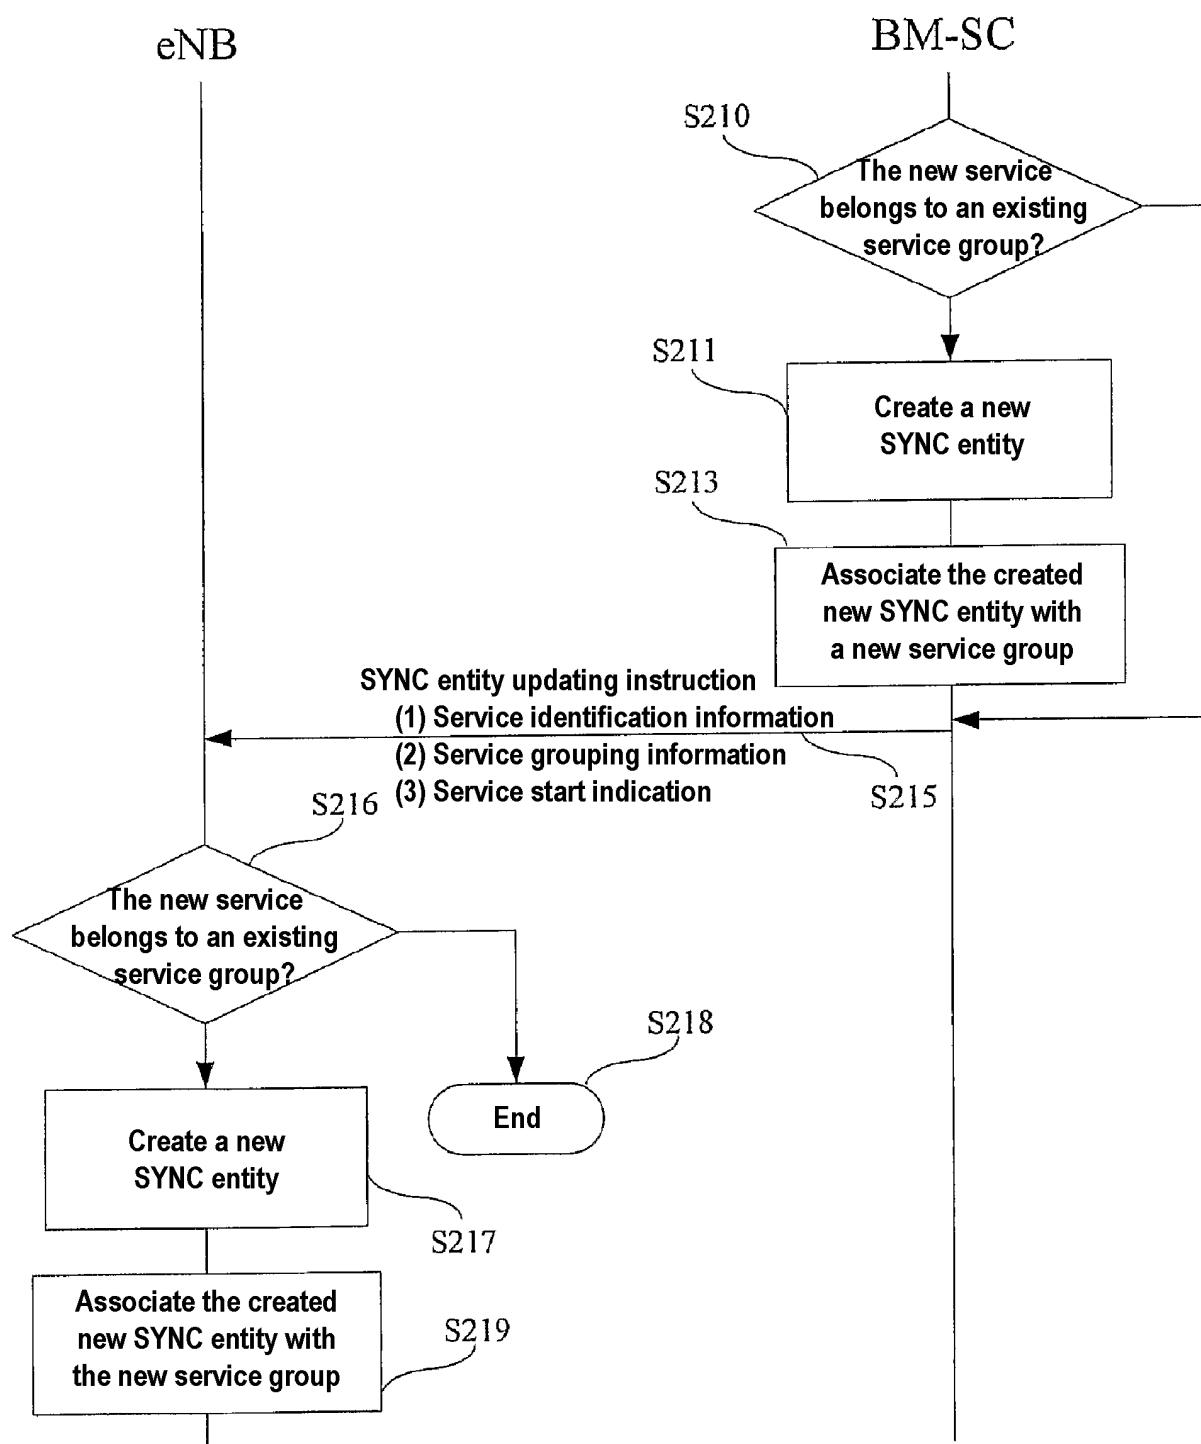 eNB
BM-SC
S210
The new service
belongs to an existing
service group?
S211
Create a new
SYNC entity
S213
Associate the created
new SYNC entity with
a new service group
SYNC entity updating instruction
(1) Service identification information
(2) Service grouping information
(3) Service start indication
S215
S216
The new service
belongs to an existing
service group?
S218
End
Create a new
SYNC entity
S217
Associate the created
new SYNC entity with
the new service group
S219